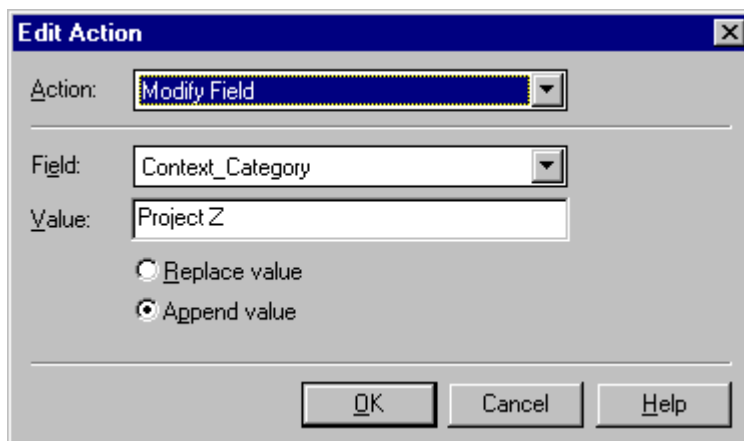 Edit Action
Action: Modify Field
Field: Context_Category
Value: Project Z
Replace value
Append value
OK Cancel Help